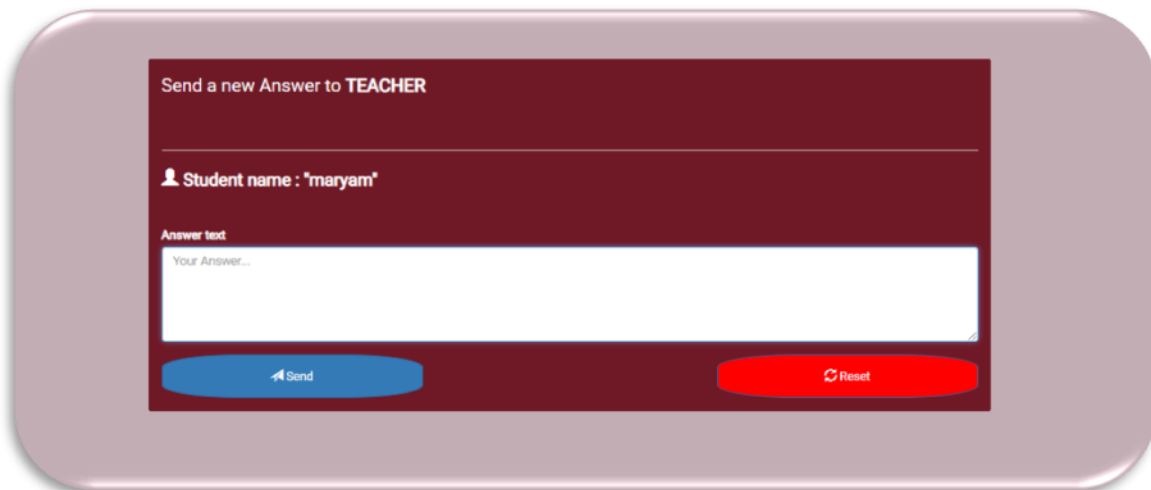 Send a new Answer to TEACHER
Student name : "maryam"
Answer text
Your Answer...
Send
Reset